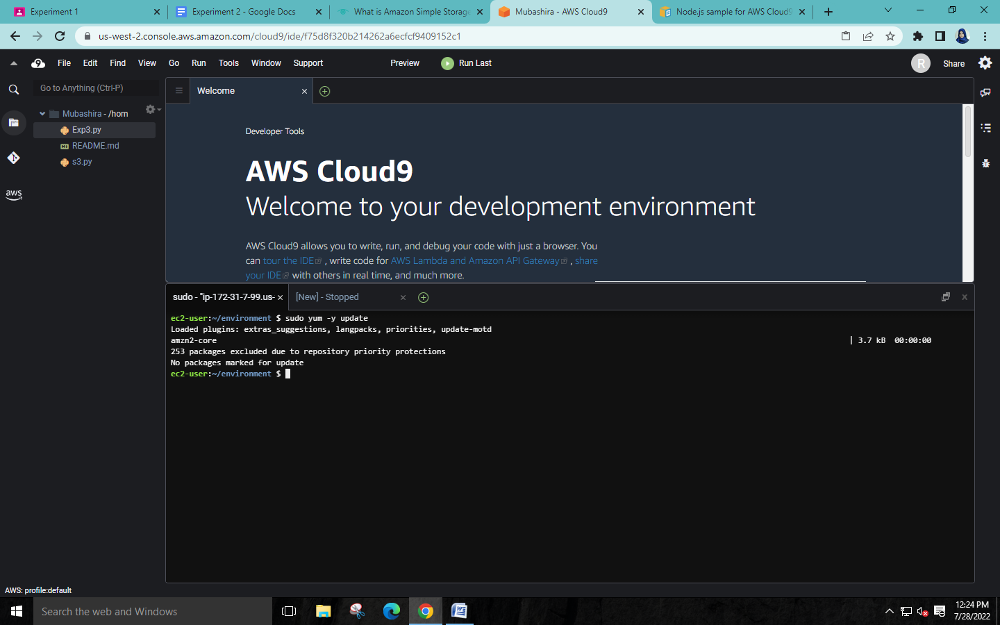 Experiment 1
Experiment 2 - Google Docs
What is Amazon Simple Storage
Mubashira - AWS Cloud9
Node.js sample for AWS Cloud9
us-west-2.console.aws.amazon.com/cloud9/ide/f75d8f320b214262a6ecfcf9409152c1
9 File Edit Find View Go Run Tools Window Support Preview Run Last R Share
Go to Anything (Ctrl-P)
Mubashira - /hom
Exp3.py
README.md
s3.py
aws
Welcome
Developer Tools
AWS Cloud9
Welcome to your development environment
AWS Cloud9 allows you to write, run, and debug your code with just a browser. You
can tour the IDE , write code for AWS Lambda and Amazon API Gateway , share
your IDE with others in real time, and much more.
sudo - "ip-172-31-7-99.us-
[New] - Stopped
ec2-user:~/environment $ sudo yum -y update
Loaded plugins: extras_suggestions, langpacks, priorities, update-motd
amzn2-core | 3.7 kB 00:00:00
253 packages excluded due to repository priority protections
No packages marked for update
ec2-user:~/environment $
AWS: profile:default
Search the web and Windows
12:24 PM
7/28/2022